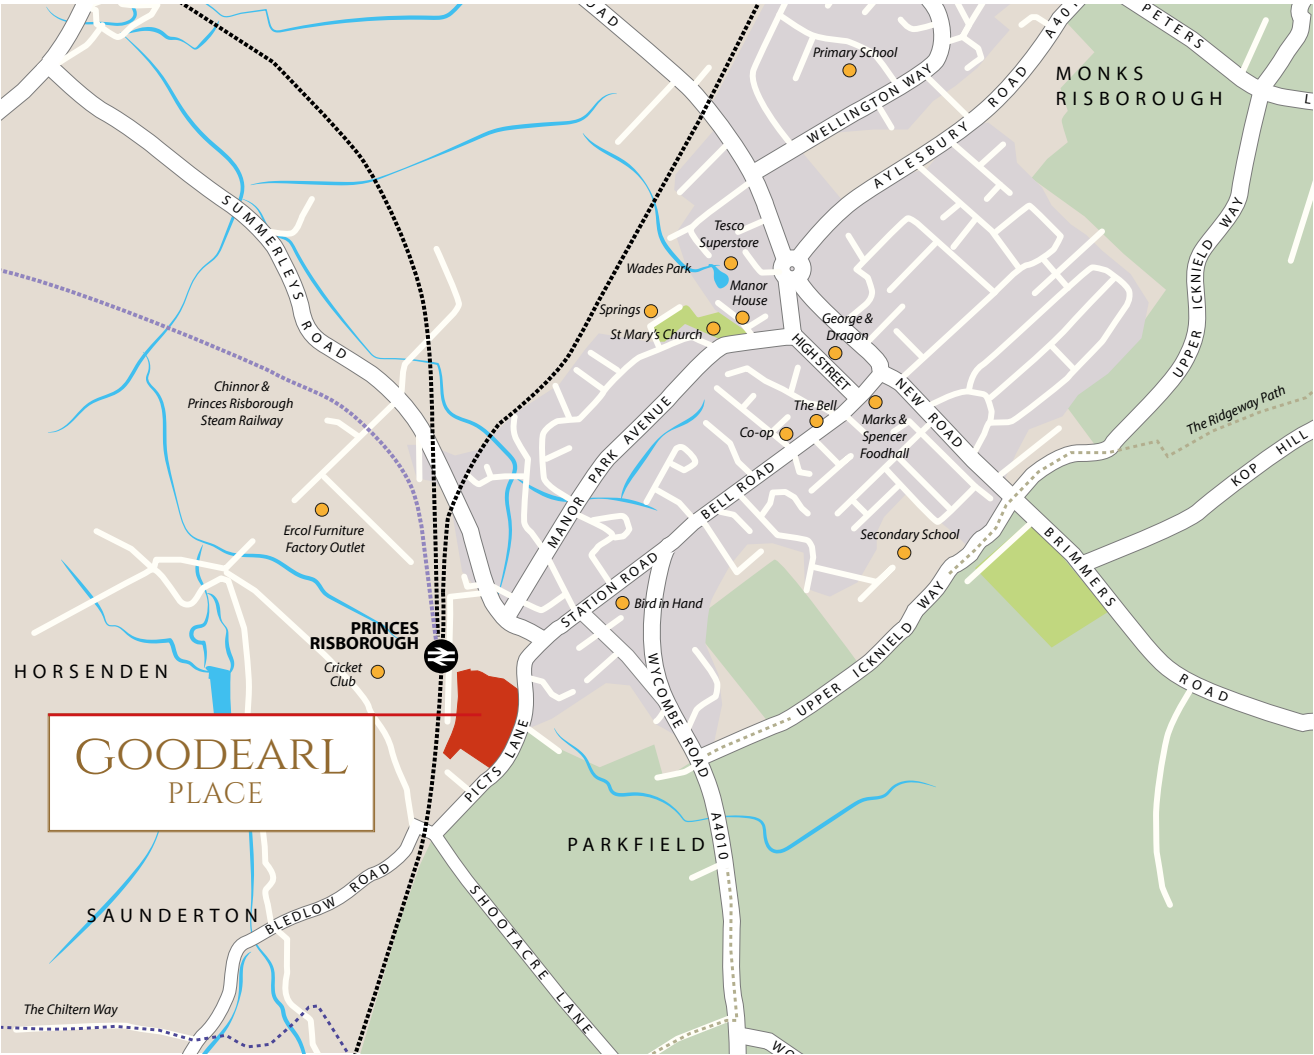 OAD
Primary School
WELLINGTON WAY
AYLESBURY ROAD
A401
PETERS
MONKS
RISBOROUGH
L
SUMMERLEYS ROAD
Tesco
Superstore
Wades Park
Manor
House
Springs
St Mary's Church
George &
Dragon
HIGH STREET
UPPER ICKNIELD WAY
The Ridgeway Path
KOP HILL
Chinnor &
Princes Risborough
Steam Railway
MANOR PARK AVENUE
The Bell
Co-op
Marks &
Spencer
Foodhall
NEW ROAD
BELL ROAD
Ercol Furniture
Factory Outlet
Secondary School
BRIMMERS ROAD
STATION ROAD
Bird in Hand
PRINCES
RISBOROUGH
Cricket
Club
HORSENDEN
WYCOMBE ROAD
UPPER ICKNIELD WAY
GOODEARL
PLACE
PICTS LANE
A4010
PARKFIELD
SAUNDERTON
BLEDLOW ROAD
SHOOTACRE LANE
The Chiltern Way
WO